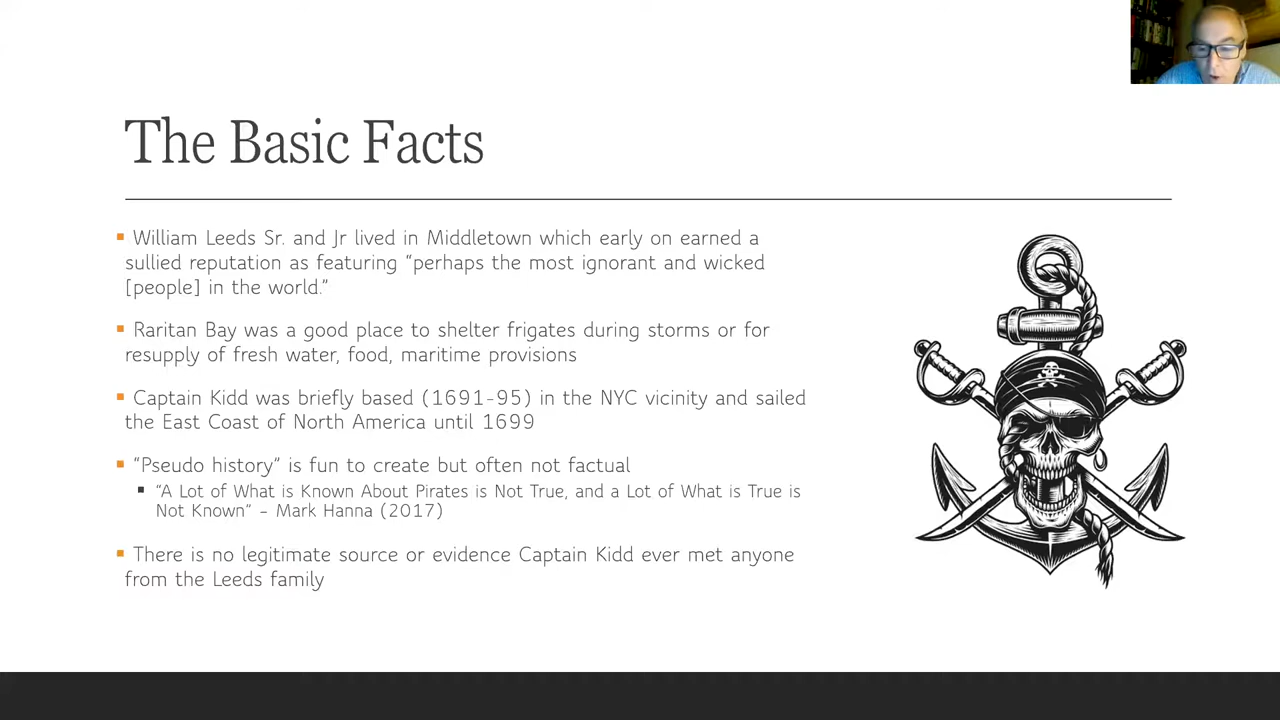 The Basic Facts
William Leeds Sr. and Jr lived in Middletown which early on earned a
sullied reputation as featuring “perhaps the most ignorant and wicked
[people] in the world.”
Raritan Bay was a good place to shelter frigates during storms or for
resupply of fresh water, food, maritime provisions
Captain Kidd was briefly based (1691-95) in the NYC vicinity and sailed
the East Coast of North America until 1699
“Pseudo history” is fun to create but often not factual
“A Lot of What is Known About Pirates is Not True, and a Lot of What is True is
Not Known” – Mark Hanna (2017)
There is no legitimate source or evidence Captain Kidd ever met anyone
from the Leeds family